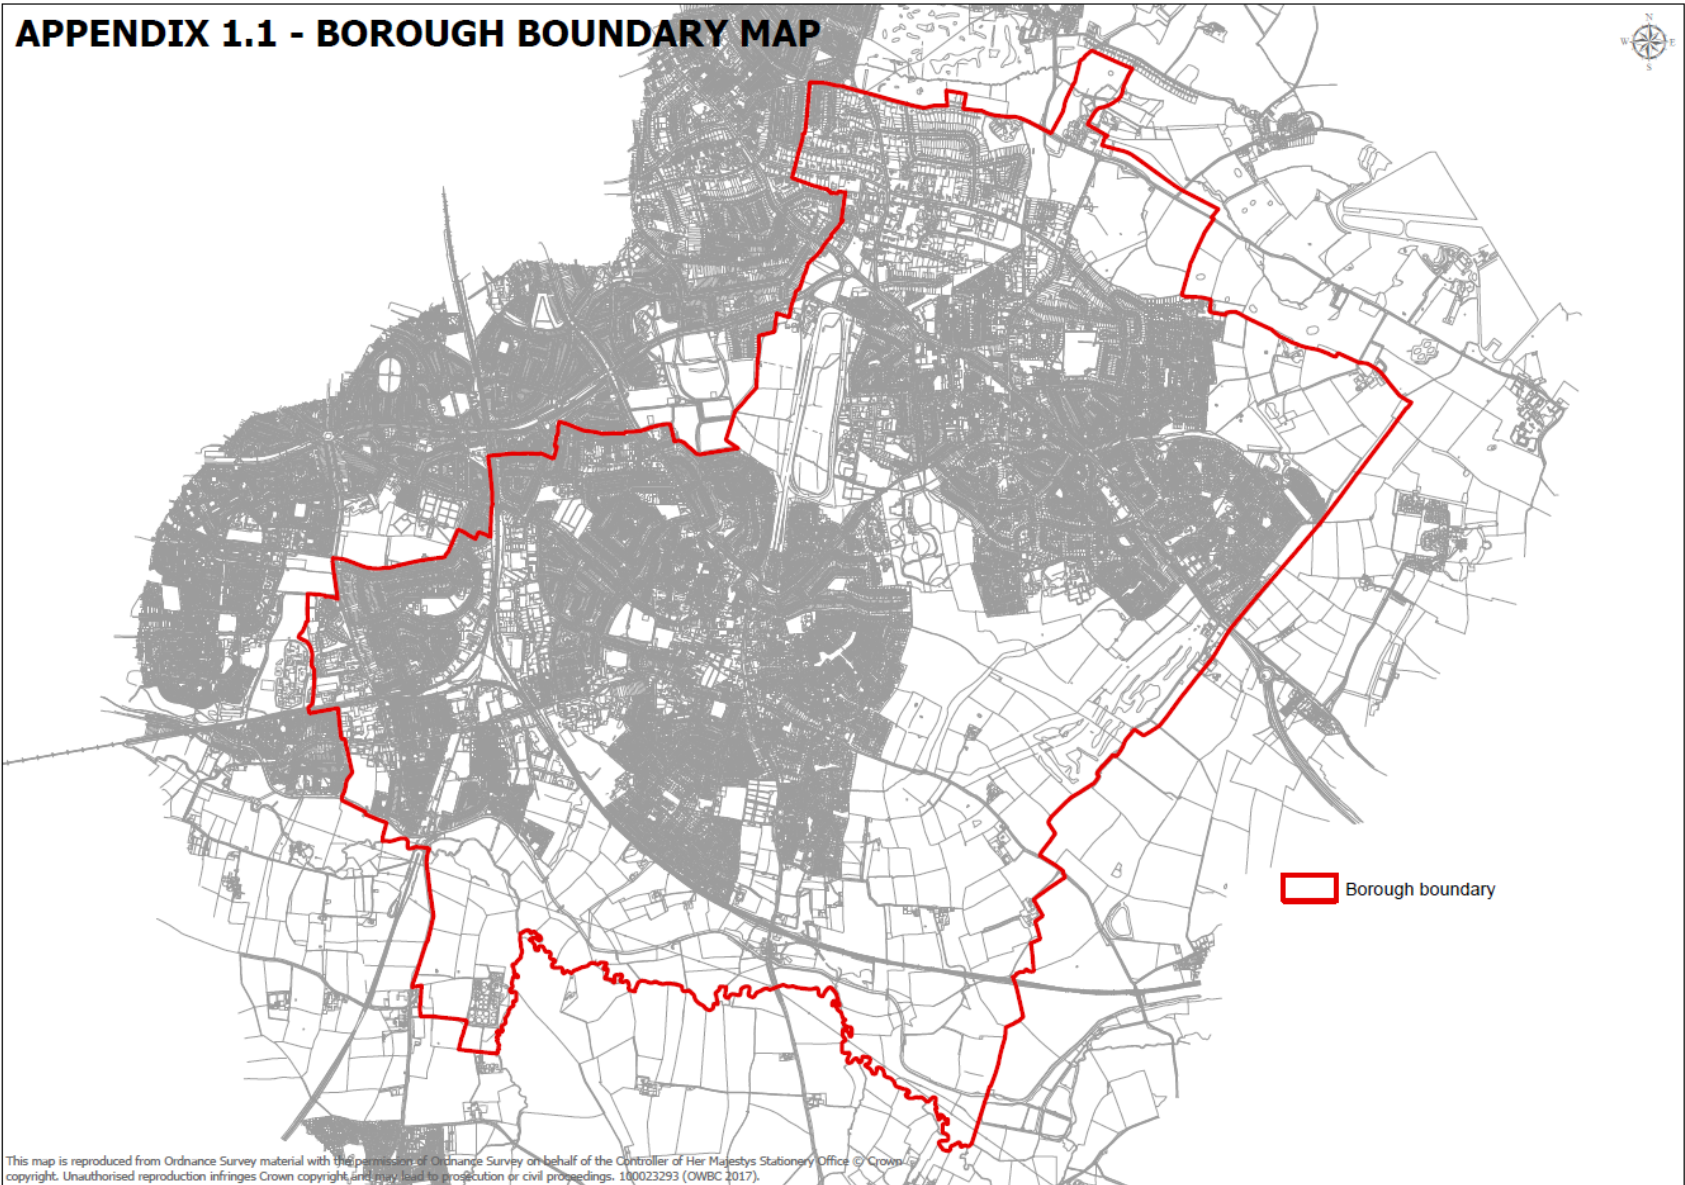 APPENDIX 1.1 - BOROUGH BOUNDARY MAP
N
W E
S
Borough boundary
This map is reproduced from Ordnance Survey material with the permission of Ordnance Survey on behalf of the Controller of Her Majestys Stationery Office © Crown
copyright. Unauthorised reproduction infringes Crown copyright and may lead to prosecution or civil proceedings. 100023293 (OWBC 2017).